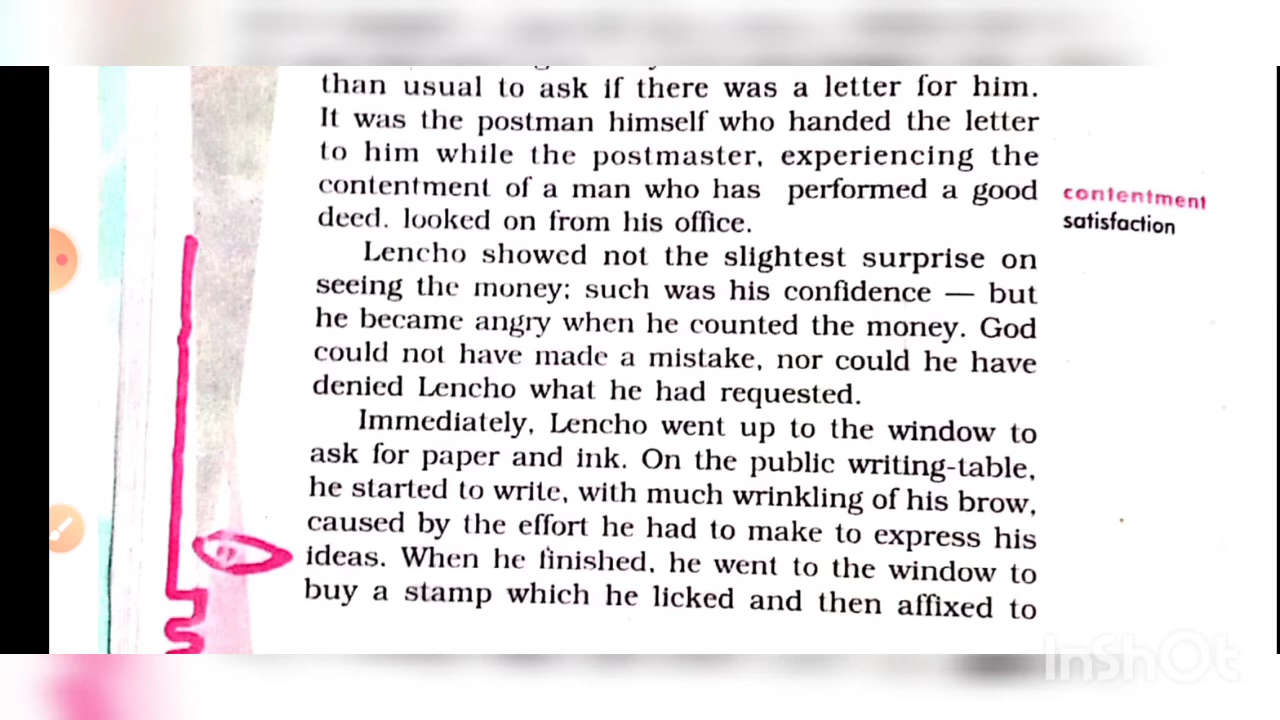 than usual to ask if there was a letter for him.
It was the postman himself who handed the letter
to him while the postmaster, experiencing the
contentment of a man who has performed a good
deed, looked on from his office.
contentment
satisfaction
Lencho showed not the slightest surprise on
seeing the money; such was his confidence — but
he became angry when he counted the money. God
could not have made a mistake, nor could he have
denied Lencho what he had requested.
Immediately, Lencho went up to the window to
ask for paper and ink. On the public writing-table,
he started to write, with much wrinkling of his brow,
caused by the effort he had to make to express his
ideas. When he finished, he went to the window to
buy a stamp which he licked and then affixed to
InShOt